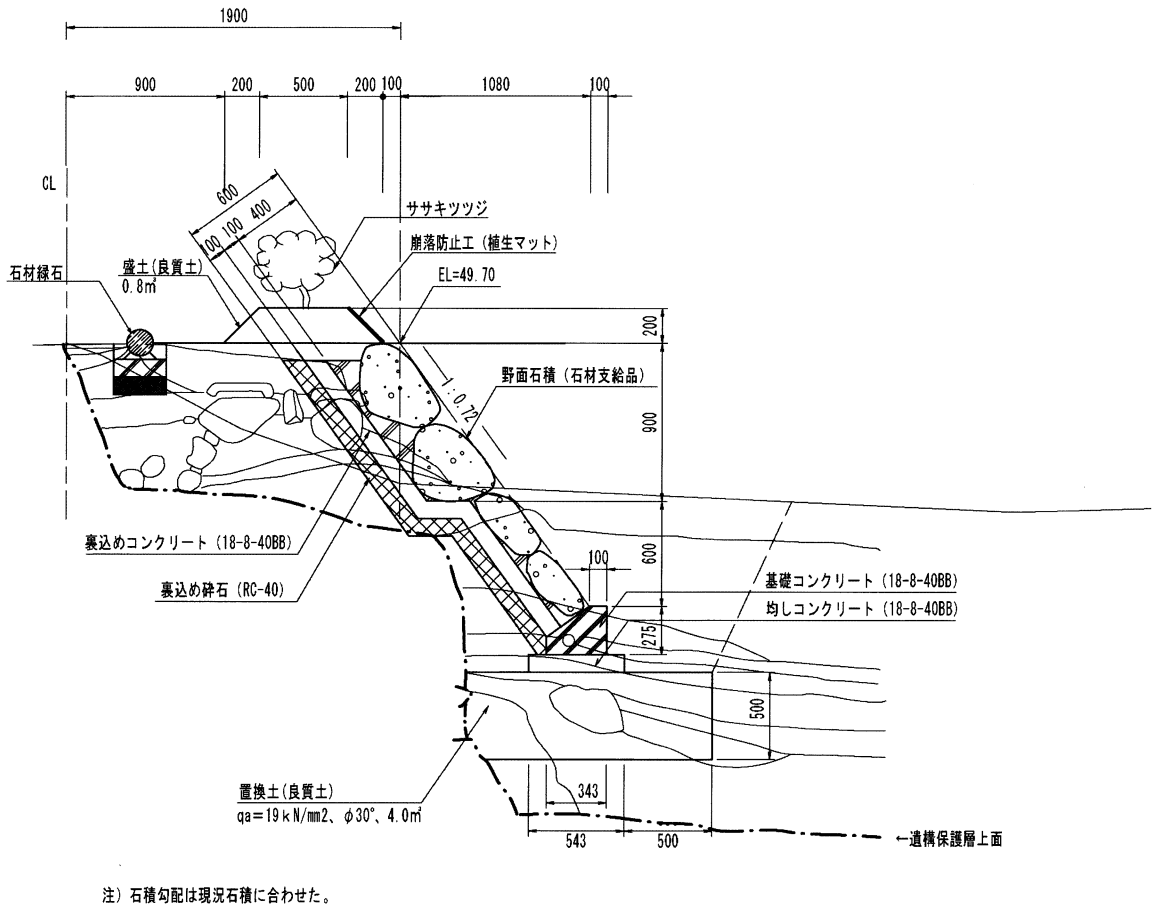 1900
900
200
500
200
100
1080
100
CL
600
100
100
400
ササキツツジ
崩落防止工（植生マット）
盛土(良質土)
0.8㎡
石材縁石
EL=49.70
200
1:0.72
野面石積（石材支給品）
900
裏込めコンクリート（18-8-40BB）
裏込め砕石（RC-40）
100
600
基礎コンクリート（18-8-40BB）
均しコンクリート（18-8-40BB）
275
500
置換土(良質土)
qa=19kN/mm2、φ30°、4.0㎡
343
543
500
←遺構保護層上面
注）石積勾配は現況石積に合わせた。